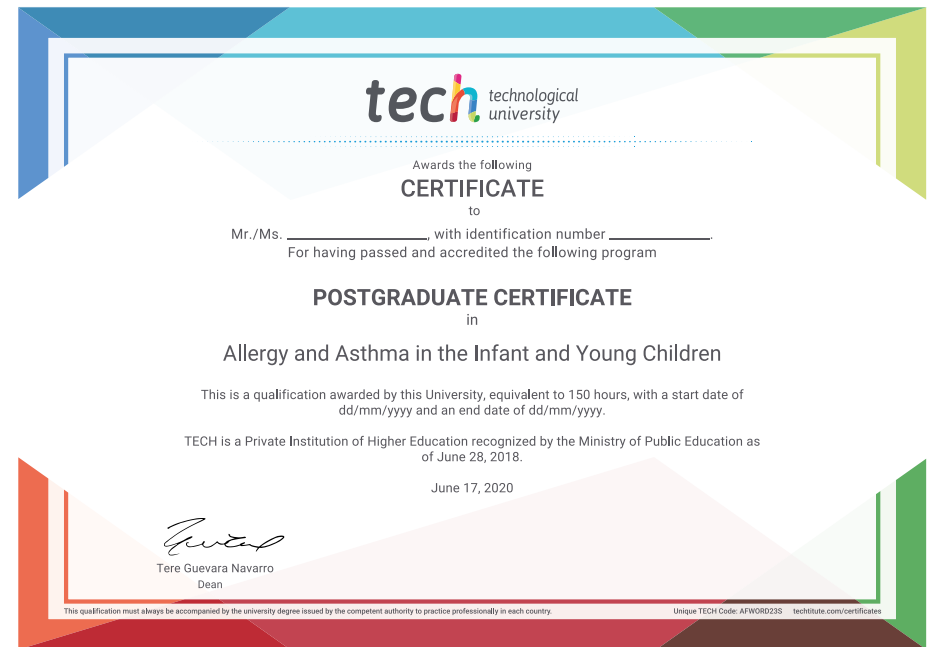 tech technological
university
Awards the following
CERTIFICATE
to
Mr./Ms. ____________________, with identification number ______________.
For having passed and accredited the following program
POSTGRADUATE CERTIFICATE
in
Allergy and Asthma in the Infant and Young Children
This is a qualification awarded by this University, equivalent to 150 hours, with a start date of
dd/mm/yyyy and an end date of dd/mm/yyyy.
TECH is a Private Institution of Higher Education recognized by the Ministry of Public Education as
of June 28, 2018.
June 17, 2020
Tere Guevara Navarro
Dean
This qualification must always be accompanied by the university degree issued by the competent authority to practice professionally in each country.
Unique TECH Code: AFWORD23S techtitute.com/certificates